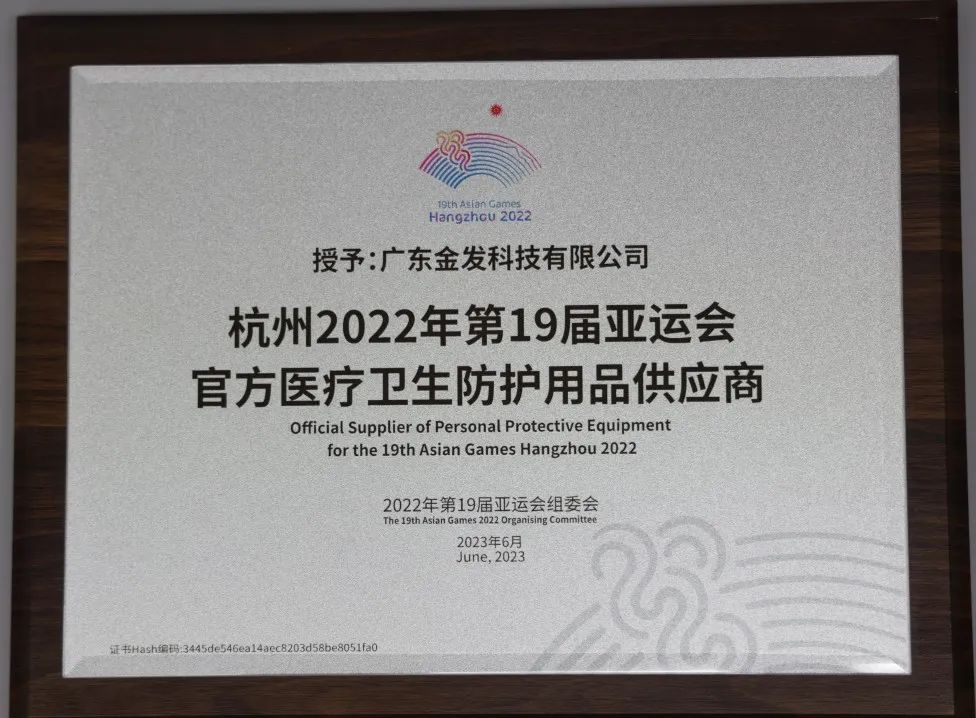 19th Asian Games
Hangzhou 2022
授予:广东金发科技有限公司
杭州2022年第19届亚运会
官方医疗卫生防护用品供应商
Official Supplier of Personal Protective Equipment
for the 19th Asian Games Hangzhou 2022
2022年第19届亚运会组委会
The 19th Asian Games 2022 Organising Committee
2023年6月
June, 2023
证书Hash编码:3445de546ea14aec8203d58be8051fa0